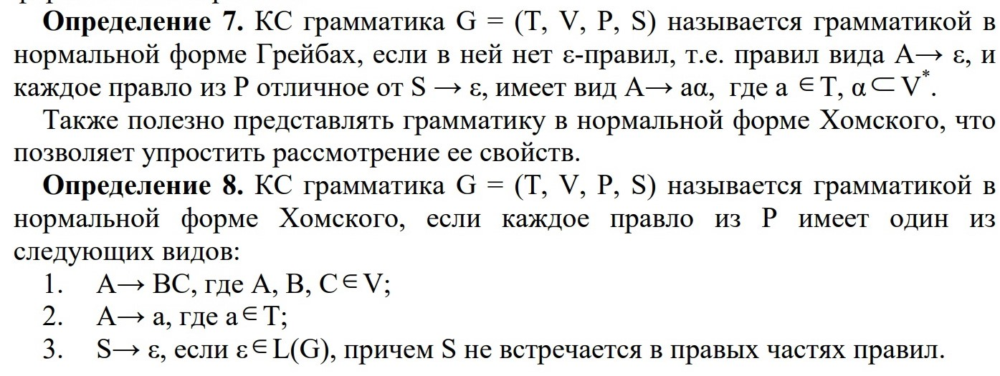 Определение 7. КС грамматика G = (T, V, P, S) называется грамматикой в
нормальной форме Грейбах, если в ней нет ε-правил, т.е. правил вида A→ ε, и
каждое правло из P отличное от S → ε, имеет вид A→ aα, где a ∈ T, α ⊂ V*.
Также полезно представлять грамматику в нормальной форме Хомского, что
позволяет упростить рассмотрение ее свойств.
Определение 8. КС грамматика G = (T, V, P, S) называется грамматикой в
нормальной форме Хомского, если каждое правло из P имеет один из
следующих видов:
1. A→ BC, где A, B, C∈V;
2. A→ a, где a∈T;
3. S→ ε, если ε∈L(G), причем S не встречается в правых частях правил.